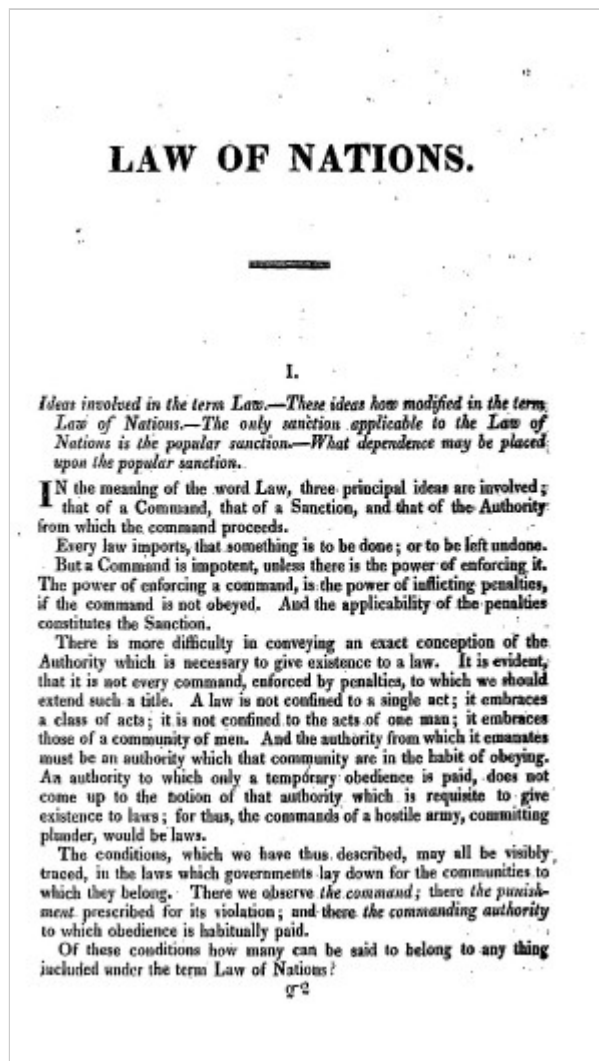 LAW OF NATIONS.
I.
Ideas involved in the term Law.—These ideas how modified in the term
Law of Nations.—The only sanction applicable to the Law of
Nations is the popular sanction.—What dependence may be placed
upon the popular sanction.
IN the meaning of the word Law, three principal ideas are involved;
that of a Command, that of a Sanction, and that of the Authority
from which the command proceeds.
Every law imports, that something is to be done; or to be left undone.
But a Command is impotent, unless there is the power of enforcing it.
The power of enforcing a command, is the power of inflicting penalties,
if the command is not obeyed. And the applicability of the penalties
constitutes the Sanction.
There is more difficulty in conveying an exact conception of the
Authority which is necessary to give existence to a law. It is evident,
that it is not every command, enforced by penalties, to which we should
extend such a title. A law is not confined to a single act; it embraces
a class of acts; it is not confined to the acts of one man; it embraces
those of a community of men. And the authority from which it emanates
must be an authority which that community are in the habit of obeying.
An authority to which only a temporary obedience is paid, does not
come up to the notion of that authority which is requisite to give
existence to laws; for thus, the commands of a hostile army, committing
plunder, would be laws.
The conditions, which we have thus described, may all be visibly
traced, in the laws which governments lay down for the communities to
which they belong. There we observe the command; there the punish-
ment prescribed for its violation; and there the commanding authority
to which obedience is habitually paid.
Of these conditions how many can be said to belong to any thing
included under the term Law of Nations?